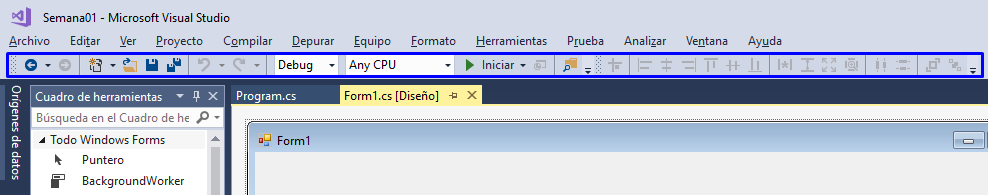 Semana01 - Microsoft Visual Studio
Archivo Editar Ver Proyecto Compilar Depurar Equipo Formato Herramientas Prueba Analizar Ventana Ayuda
Debug Any CPU Iniciar
Orígenes de datos
Cuadro de herramientas
Program.cs Form1.cs [Diseño]
Búsqueda en el Cuadro de he
Todo Windows Forms
Form1
Puntero
BackgroundWorker